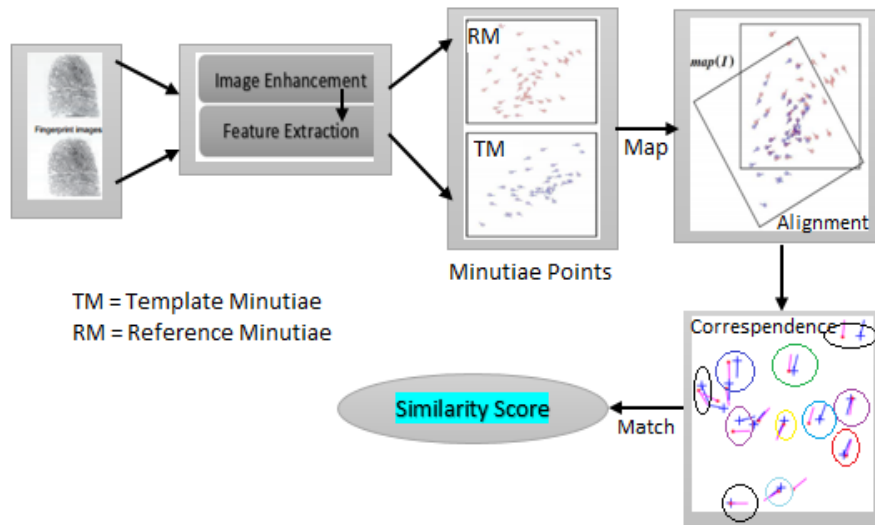 Fingerprint images
Image Enhancement
Feature Extraction
RM
TM
Minutiae Points
Map
map(I)
Alignment
TM = Template Minutiae
RM = Reference Minutiae
Correspendence
Match
Similarity Score